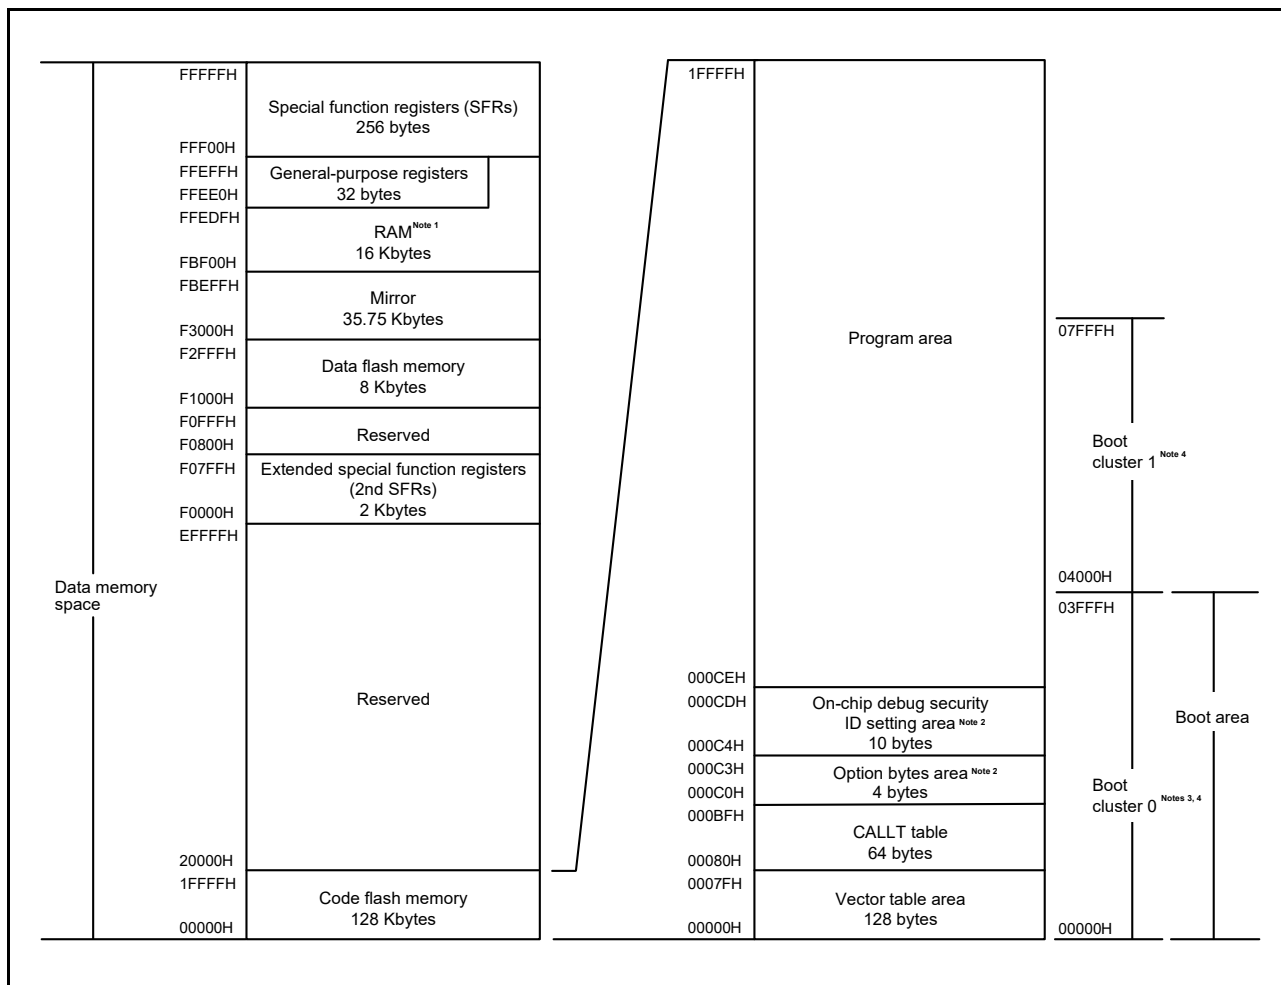 FFFFFH
Special function registers (SFRs)
256 bytes
FFF00H
FFEFFH
General-purpose registers
32 bytes
FFEE0H
FFEDFH
RAM Note 1
16 Kbytes
FBF00H
FBEFFH
Mirror
35.75 Kbytes
F3000H
F2FFFH
Data flash memory
8 Kbytes
F1000H
F0FFFH
Reserved
F0800H
F07FFH
Extended special function registers
(2nd SFRs)
2 Kbytes
F0000H
EFFFFH
Data memory
space
Reserved
20000H
1FFFFH
Code flash memory
128 Kbytes
00000H
1FFFFH
Program area
000CEH
000CDH
On-chip debug security
ID setting area Note 2
10 bytes
000C4H
000C3H
Option bytes area Note 2
4 bytes
000C0H
000BFH
CALLT table
64 bytes
00080H
0007FH
Vector table area
128 bytes
00000H
07FFFH
Boot
cluster 1 Note 4
04000H
03FFFH
Boot
cluster 0 Notes 3, 4
00000H
Boot area